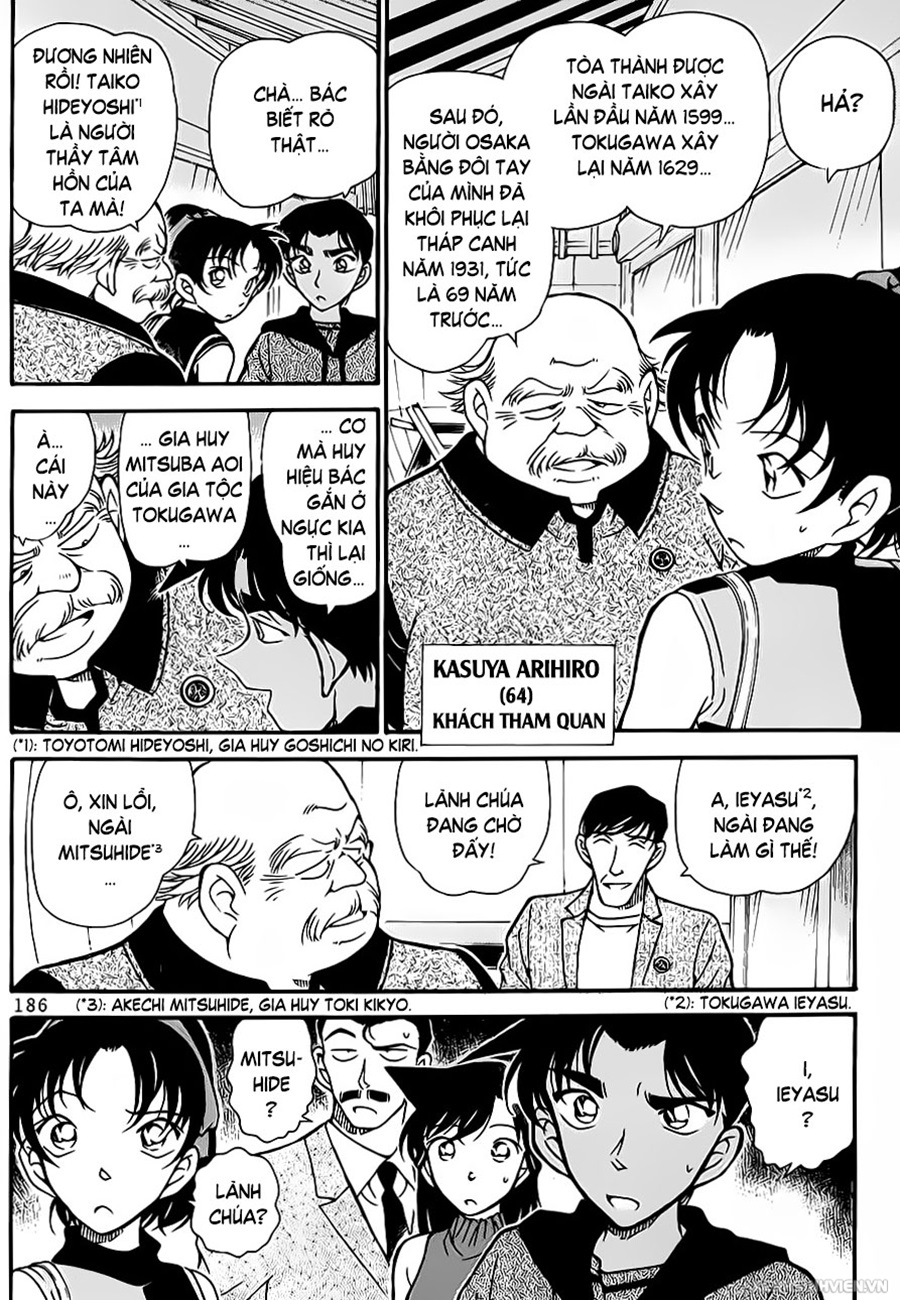 HẢ?
TÒA THÀNH ĐƯỢC
NGÀI TAIKO XÂY
LẦN ĐẦU NĂM 1599...
TOKUGAWA XÂY
LẠI NĂM 1629...
SAU ĐÓ,
NGƯỜI OSAKA
BẰNG ĐÔI TAY
CỦA MÌNH ĐÃ
KHÔI PHỤC LẠI
THÁP CANH
NĂM 1931, TỨC
LÀ 69 NĂM
TRƯỚC...
KASUYA ARIHIRO
(64)
KHÁCH THAM QUAN
CHÀ... BÁC
BIẾT RÕ
THẬT...
ĐƯƠNG NHIÊN
RỒI! TAIKO
HIDEYOSHI*1
LÀ NGƯỜI
THẦY TÂM
HỒN CỦA
TA MÀ!
... CƠ
MÀ HUY
HIỆU BÁC
GẮN Ở
NGỰC KIA
THÌ LẠI
GIỐNG...
... GIA HUY
MITSUBA AOI
CỦA GIA TỘC
TOKUGAWA
...
À...
CÁI
NÀY
...
(*1): TOYOTOMI HIDEYOSHI, GIA HUY GOSHICHI NO KIRI.
A, IEYASU*2,
NGÀI ĐANG
LÀM GÌ THẾ!
LÃNH CHÚA
ĐANG CHỜ
ĐẤY!
Ô, XIN LỖI,
NGÀI
MITSUHIDE*3
...
186
(*3): AKECHI MITSUHIDE, GIA HUY TOKI KIKYO.
(*2): TOKUGAWA IEYASU.
I,
IEYASU
?
MITSU-
HIDE
?
LÃNH
CHÚA?